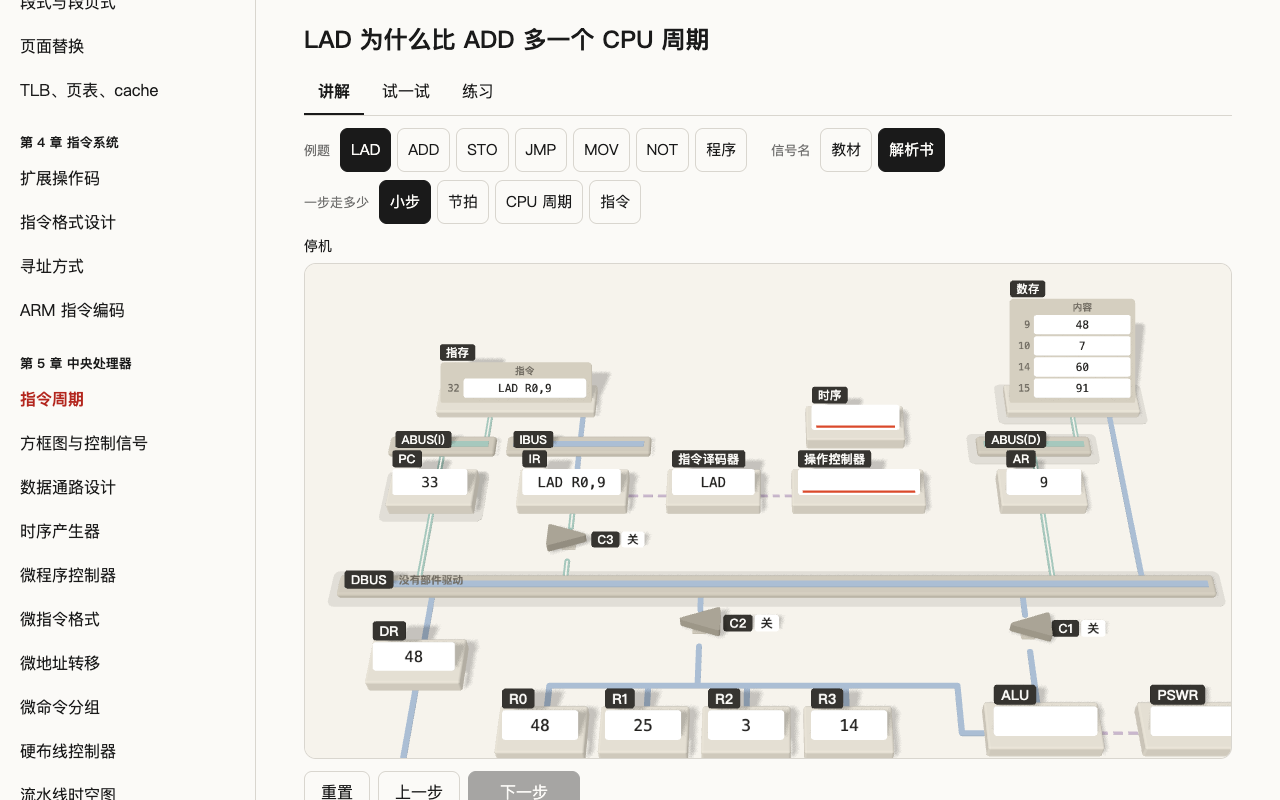 段式与段页式
页面替换
TLB、页表、cache
第 4 章 指令系统
扩展操作码
指令格式设计
寻址方式
ARM 指令编码
第 5 章 中央处理器
指令周期
方框图与控制信号
数据通路设计
时序产生器
微程序控制器
微指令格式
微地址转移
微命令分组
硬布线控制器
流水线时空图
LAD 为什么比 ADD 多一个 CPU 周期
讲解 试一试 练习
例题 LAD ADD STO JMP MOV NOT 程序 信号名 教材 解析书
一步走多少 小步 节拍 CPU 周期 指令
停机
数存
内容
9 48
10 7
14 60
15 91
指存
指令
32 LAD R0,9
时序
ABUS(I) IBUS ABUS(D)
PC IR 指令译码器 操作控制器 AR
33 LAD R0,9 LAD 9
C3 关
DBUS 没有部件驱动
C2 关 C1 关
DR
48
R0 R1 R2 R3 ALU PSWR
48 25 3 14
重置 上一步 下一步